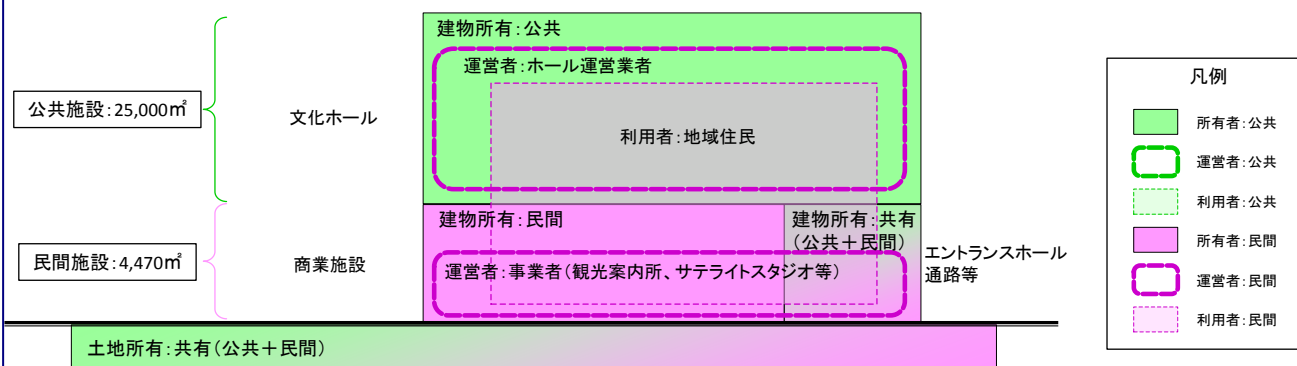 建物所有:公共
運営者:ホール運営業者
公共施設:25,000㎡
文化ホール
利用者:地域住民
建物所有:民間
建物所有:共有
(公共+民間)
エントランスホール
通路等
民間施設:4,470㎡
商業施設
運営者:事業者(観光案内所、サテライトスタジオ等)
土地所有:共有(公共+民間)
凡例
所有者:公共
運営者:公共
利用者:公共
所有者:民間
運営者:民間
利用者:民間